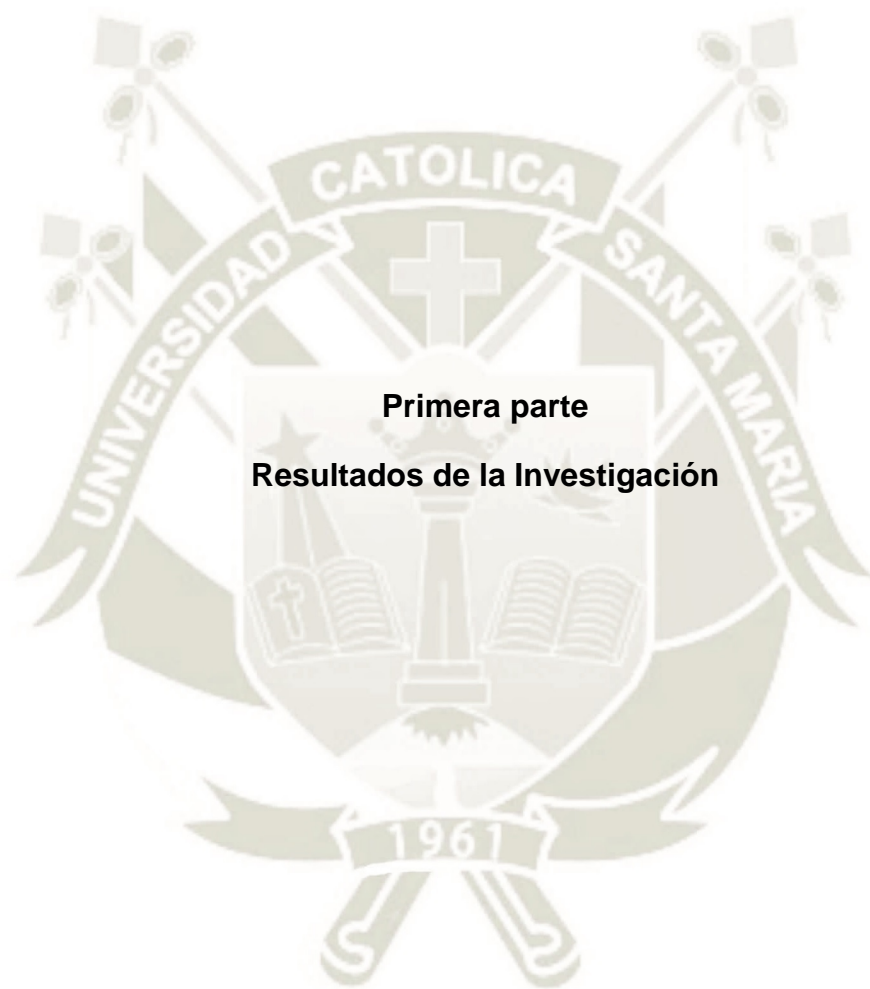 UNIVERSIDAD CATOLICA SANTA MARIA
Primera parte
Resultados de la Investigación
1961